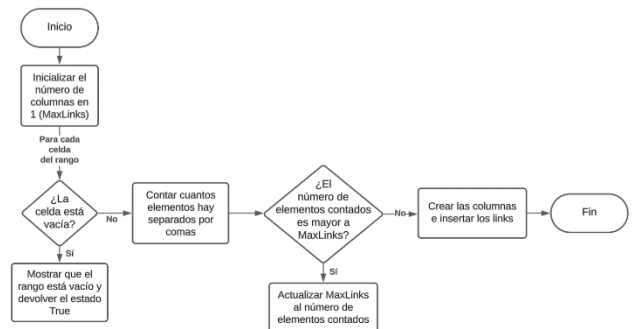 Inicio
Inicializar el
número de
columnas en
1 (MaxLinks)
Para cada
celda
del rango
¿La
celda está
vacía?
No
Sí
Mostrar que el
rango está vacío y
devolver el estado
True
Contar cuantos
elementos hay
separados por
comas
¿El
número de
elementos contados
es mayor a
MaxLinks?
No
Sí
Actualizar MaxLinks
al número de
elementos contados
Crear las columnas
e insertar los links
Fin